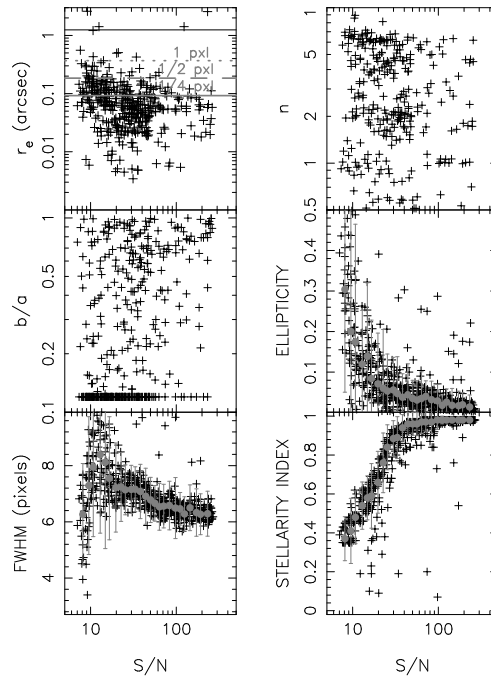 1
0.1
0.01
r_e (arcsec)
1 pxl
1/2 pxl
1/4 pxl
5
2
1
0.5
n
1
0.5
0.2
0.1
b/a
0.5
0.4
0.3
0.2
0.1
ELLIPTICITY
8
6
4
FWHM (pixels)
10
100
S/N
1
0.8
0.6
0.4
0.2
0
STELLARITY INDEX
10
100
S/N